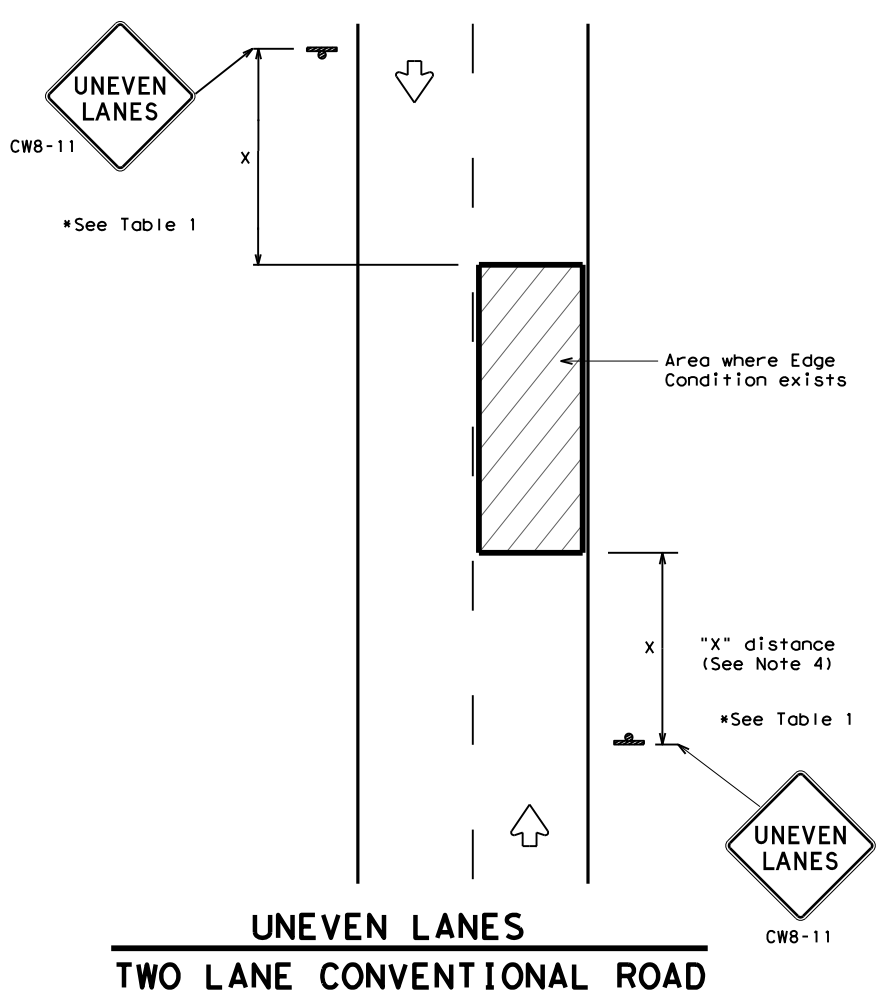 UNEVEN
LANES
CW8-11
X
*See Table 1
Area where Edge
Condition exists
X
"X" distance
(See Note 4)
*See Table 1
UNEVEN
LANES
CW8-11
UNEVEN LANES
TWO LANE CONVENTIONAL ROAD